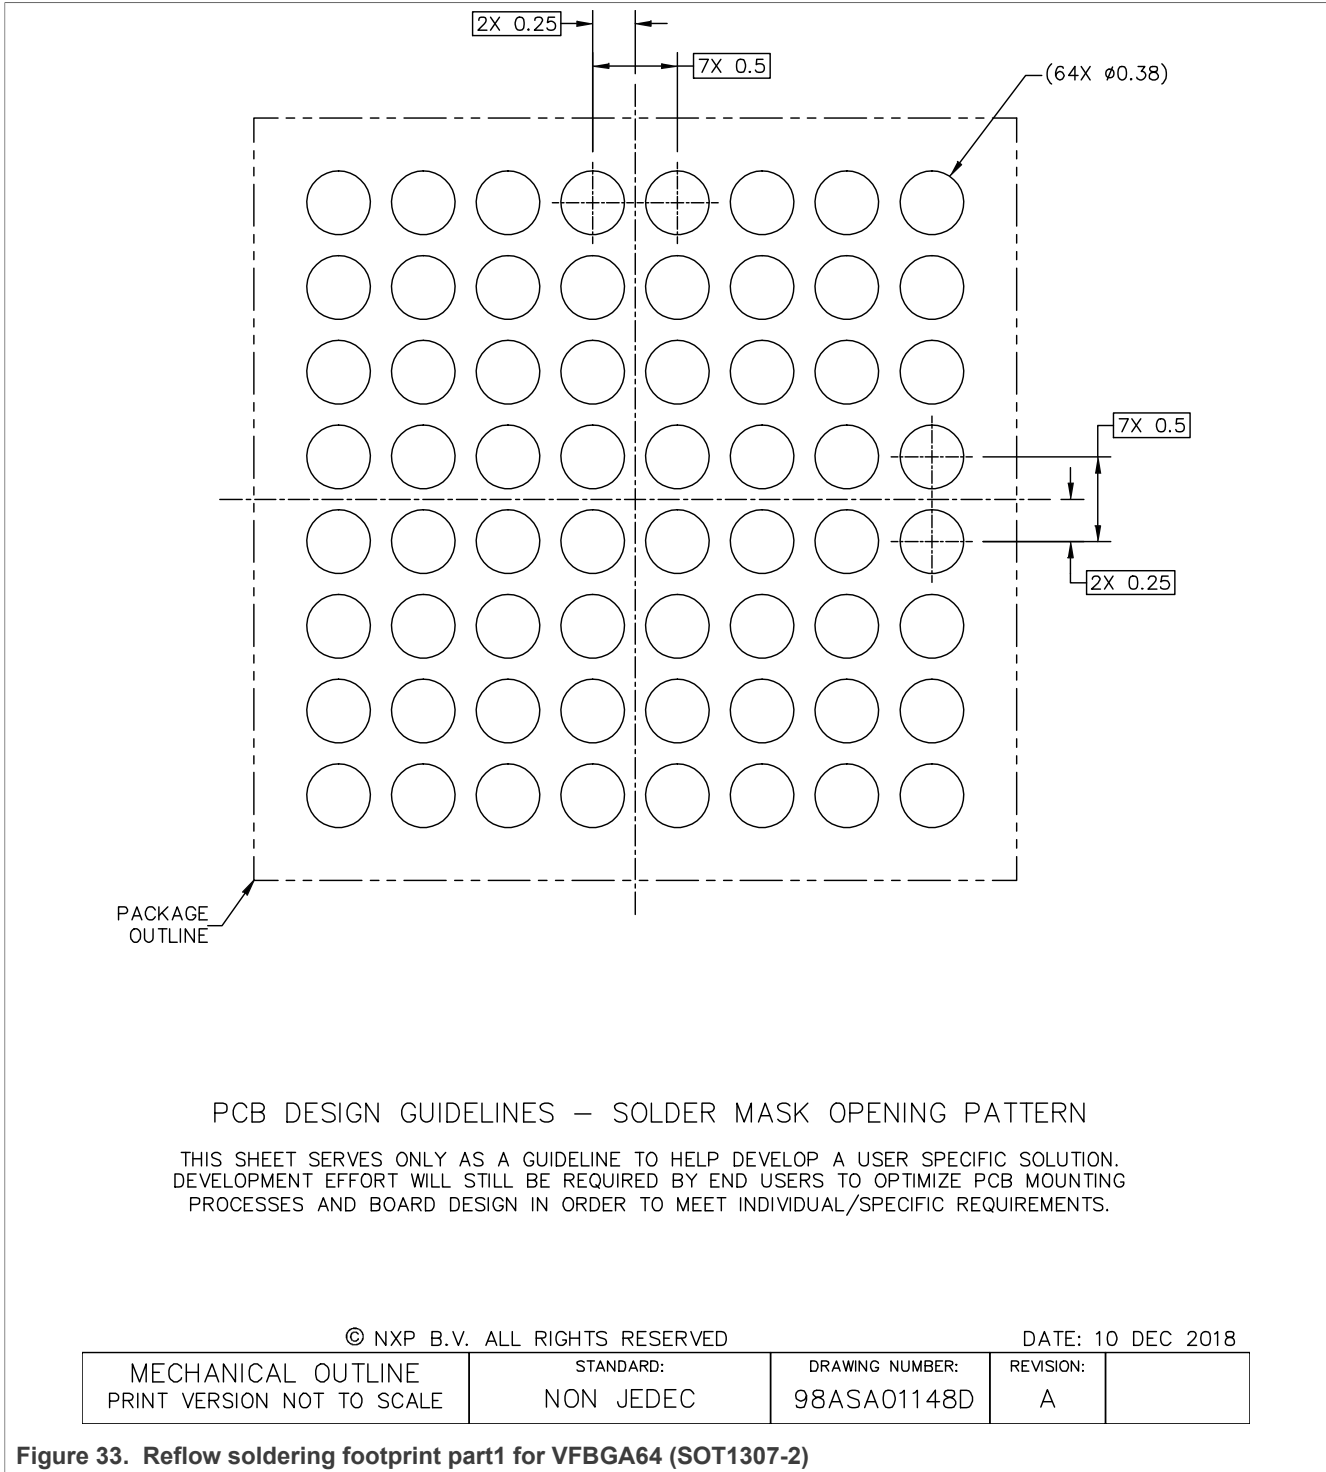 2X 0.25
7X 0.5
(64X ø0.38)
7X 0.5
2X 0.25
PACKAGE
OUTLINE
PCB DESIGN GUIDELINES – SOLDER MASK OPENING PATTERN
THIS SHEET SERVES ONLY AS A GUIDELINE TO HELP DEVELOP A USER SPECIFIC SOLUTION.
DEVELOPMENT EFFORT WILL STILL BE REQUIRED BY END USERS TO OPTIMIZE PCB MOUNTING
PROCESSES AND BOARD DESIGN IN ORDER TO MEET INDIVIDUAL/SPECIFIC REQUIREMENTS.
© NXP B.V. ALL RIGHTS RESERVED
DATE: 10 DEC 2018
MECHANICAL OUTLINE
PRINT VERSION NOT TO SCALE
STANDARD:
NON JEDEC
DRAWING NUMBER:
98ASA01148D
REVISION:
A
Figure 33. Reflow soldering footprint part1 for VFBGA64 (SOT1307-2)